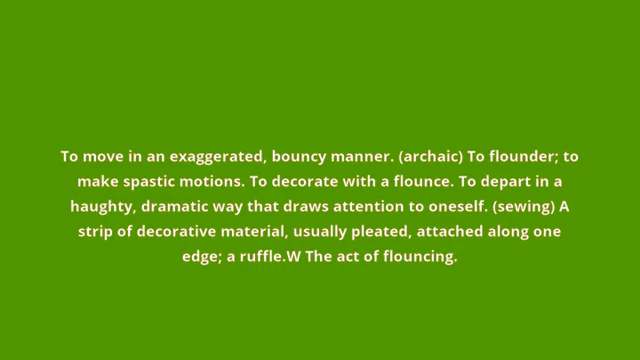 To move in an exaggerated, bouncy manner. (archaic) To flounder; to
make spastic motions. To decorate with a flounce. To depart in a
haughty, dramatic way that draws attention to oneself. (sewing) A
strip of decorative material, usually pleated, attached along one
edge; a ruffle.W The act of flouncing.